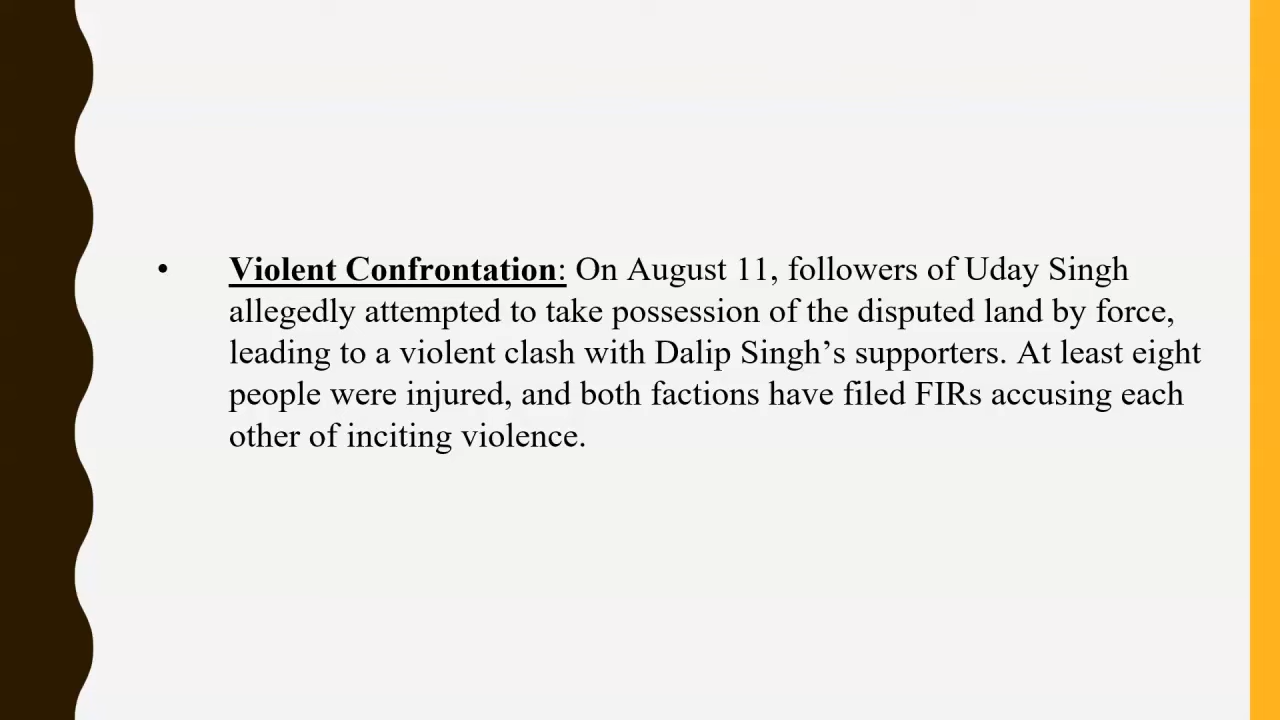 • Violent Confrontation: On August 11, followers of Uday Singh
allegedly attempted to take possession of the disputed land by force,
leading to a violent clash with Dalip Singh’s supporters. At least eight
people were injured, and both factions have filed FIRs accusing each
other of inciting violence.